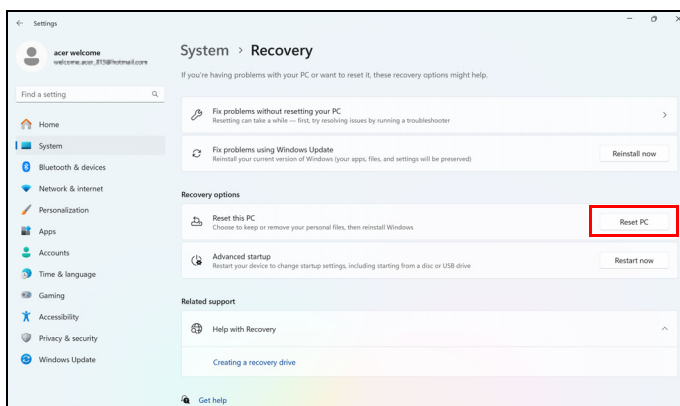 Settings
acer welcome
welcome.acer_815@hotmail.com
Find a setting
Home
System
Bluetooth & devices
Network & internet
Personalization
Apps
Accounts
Time & language
Gaming
Accessibility
Privacy & security
Windows Update
System > Recovery
If you're having problems with your PC or want to reset it, these recovery options might help.
Fix problems without resetting your PC
Resetting can take a while — first, try resolving issues by running a troubleshooter
Fix problems using Windows Update
Reinstall your current version of Windows (your apps, files, and settings will be preserved)
Reinstall now
Recovery options
Reset this PC
Choose to keep or remove your personal files, then reinstall Windows
Reset PC
Advanced startup
Restart your device to change startup settings, including starting from a disc or USB drive
Restart now
Related support
Help with Recovery
Creating a recovery drive
Get help